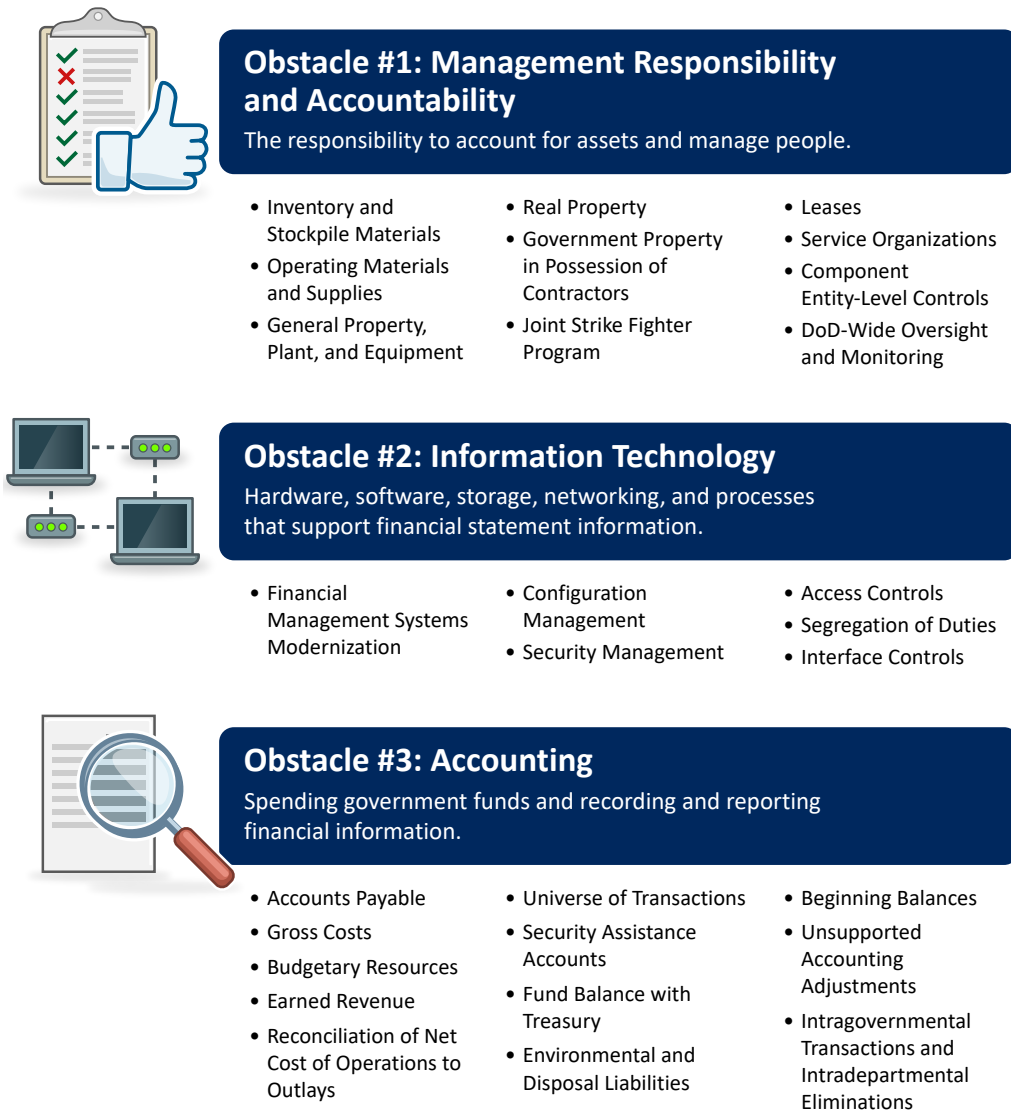 Obstacle #1: Management Responsibility
and Accountability
The responsibility to account for assets and manage people.
• Inventory and
Stockpile Materials
• Operating Materials
and Supplies
• General Property,
Plant, and Equipment
• Real Property
• Government Property
in Possession of
Contractors
• Joint Strike Fighter
Program
• Leases
• Service Organizations
• Component
Entity-Level Controls
• DoD-Wide Oversight
and Monitoring
Obstacle #2: Information Technology
Hardware, software, storage, networking, and processes
that support financial statement information.
• Financial
Management Systems
Modernization
• Configuration
Management
• Security Management
• Access Controls
• Segregation of Duties
• Interface Controls
Obstacle #3: Accounting
Spending government funds and recording and reporting
financial information.
• Accounts Payable
• Gross Costs
• Budgetary Resources
• Earned Revenue
• Reconciliation of Net
Cost of Operations to
Outlays
• Universe of Transactions
• Security Assistance
Accounts
• Fund Balance with
Treasury
• Environmental and
Disposal Liabilities
• Beginning Balances
• Unsupported
Accounting
Adjustments
• Intragovernmental
Transactions and
Intradepartmental
Eliminations